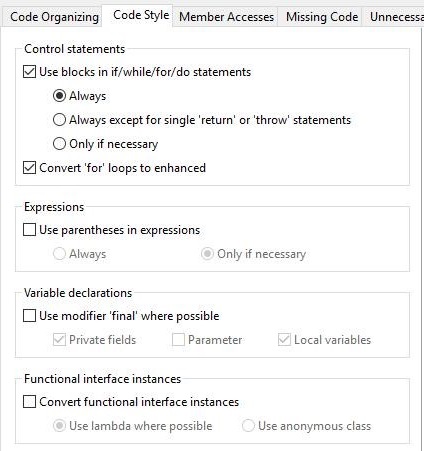 Code Organizing Code Style Member Accesses Missing Code Unnecessa
Control statements
Use blocks in if/while/for/do statements
Always
Always except for single 'return' or 'throw' statements
Only if necessary
Convert 'for' loops to enhanced
Expressions
Use parentheses in expressions
Always Only if necessary
Variable declarations
Use modifier 'final' where possible
Private fields Parameter Local variables
Functional interface instances
Convert functional interface instances
Use lambda where possible Use anonymous class